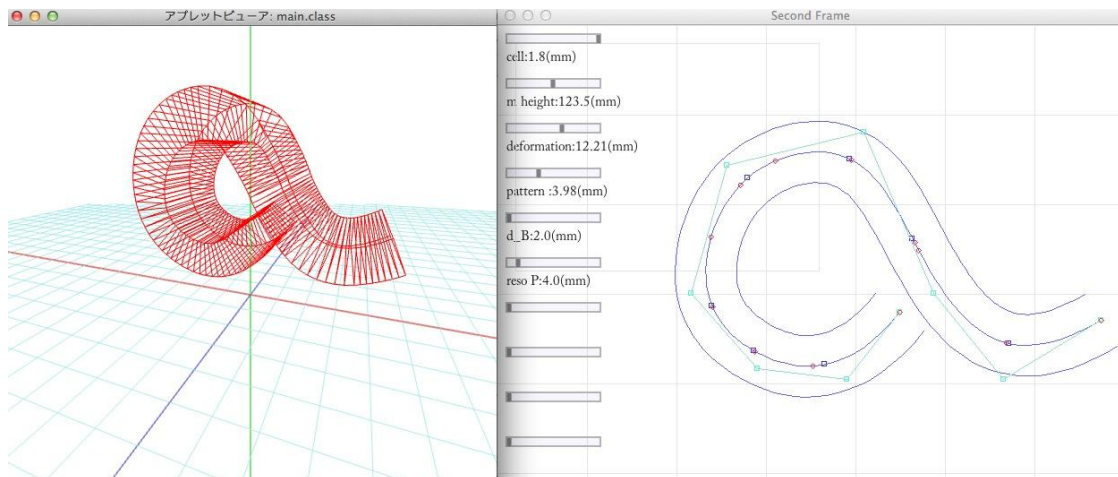 アプレットビューア: main.class
Second Frame
cell:1.8(mm)
m height:123.5(mm)
deformation:12.21(mm)
pattern :3.98(mm)
d_B:2.0(mm)
reso P:4.0(mm)